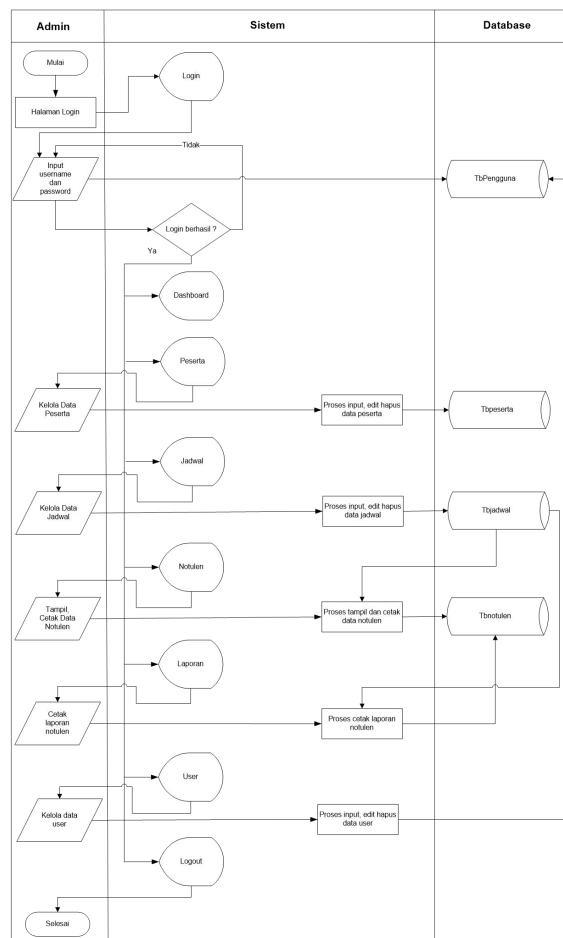 Admin
Sistem
Database
Mulai
Login
Halaman Login
Tidak
Input
username
dan
password
TbPengguna
Login berhasil ?
Ya
Dashboard
Peserta
Kelola Data
Peserta
Proses input, edit hapus
data peserta
Tbpeserta
Jadwal
Kelola Data
Jadwal
Proses input, edit hapus
data jadwal
Tbjadwal
Notulen
Tampil,
Cetak Data
Notulen
Proses tampil dan cetak
data notulen
Tbnotulen
Laporan
Cetak
laporan
notulen
Proses cetak laporan
notulen
User
Kelola data
user
Proses input, edit hapus
data user
Logout
Selesai